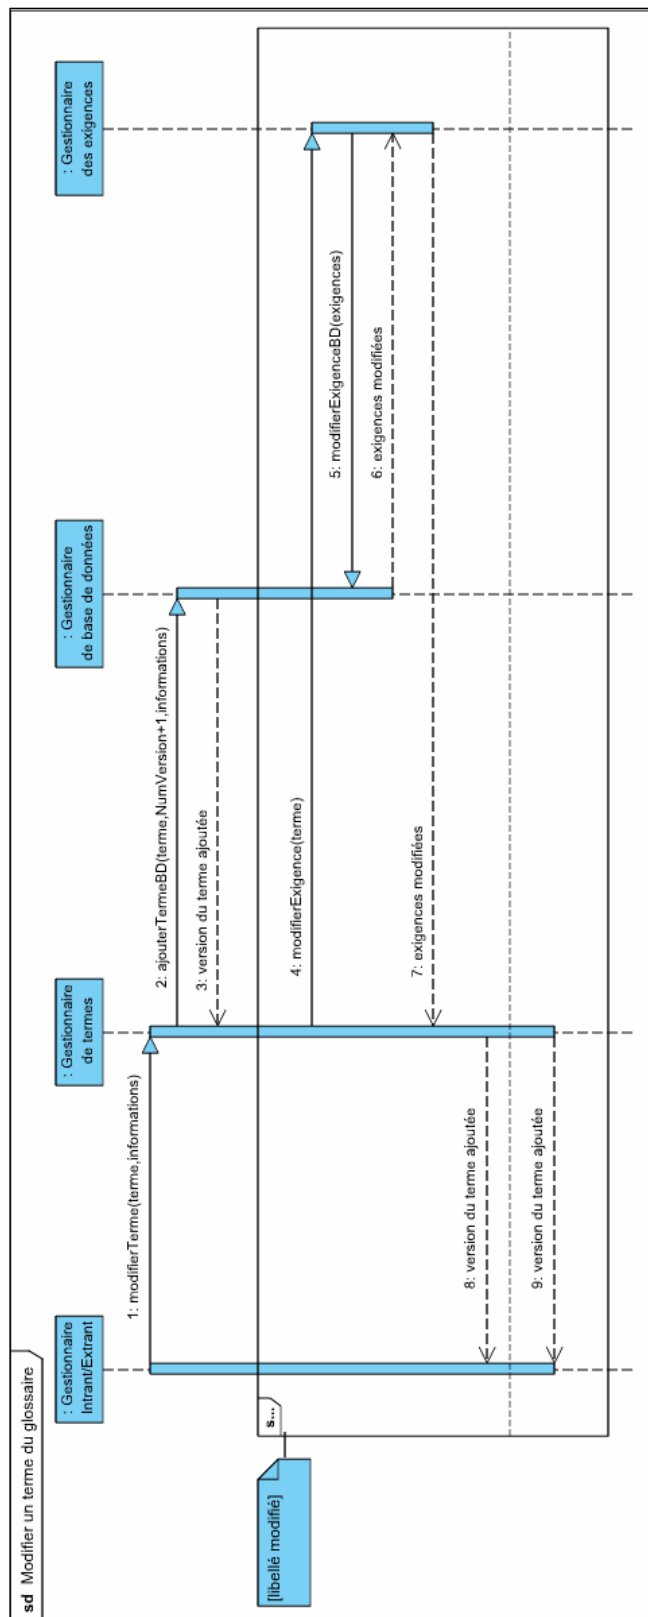 sd Modifier un terme du glossaire
: Gestionnaire
Intrant/Extrant
: Gestionnaire
de termes
: Gestionnaire
de base de données
: Gestionnaire
des exigences
1: modifierTerme(terme,informations)
2: ajouterTermeBD(terme,NumVersion+1,informations)
3: version du terme ajoutée
[libellé modifié]
s...
4: modifierExigence(terme)
5: modifierExigenceBD(exigences)
6: exigences modifiées
7: exigences modifiées
8: version du terme ajoutée
9: version du terme ajoutée